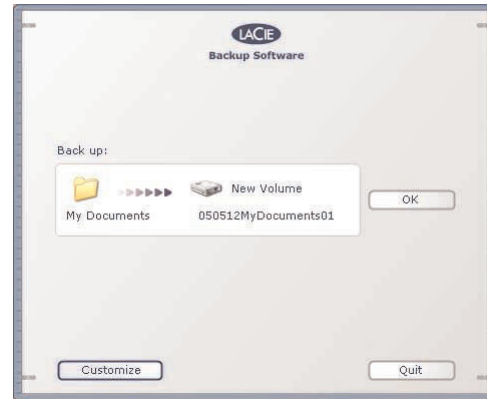 LACIE
Backup Software
Back up:
New Volume
My Documents
050512MyDocuments01
OK
Customize
Quit